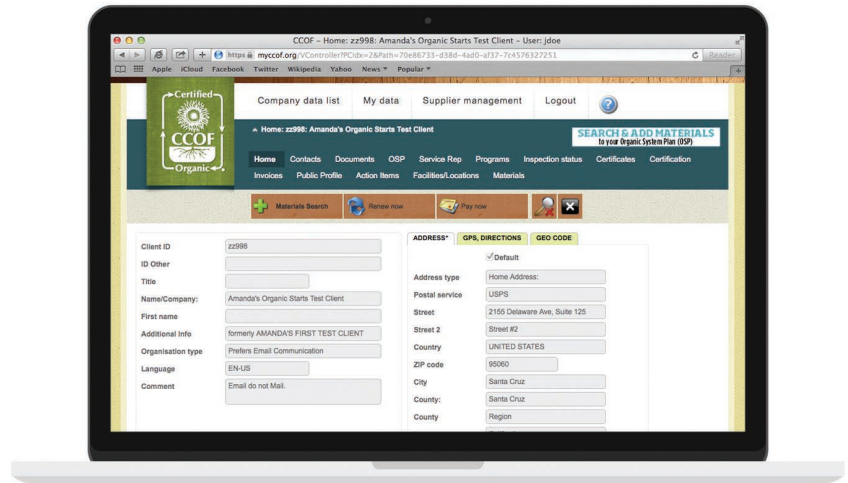 CCOF – Home: zz998: Amanda's Organic Starts Test Client – User: jdoe
https myccof.org/VController?PCidx=2&Path=70e86733-d38d-4ad0-af37-7c4576327251
Reader
Apple iCloud Facebook Twitter Wikipedia Yahoo News Popular
Certified
CCOF
Organic
Company data list My data Supplier management Logout ?
Home: zz998: Amanda's Organic Starts Test Client
SEARCH & ADD MATERIALS
to your Organic System Plan (OSP)
Home Contacts Documents OSP Service Rep Programs Inspection status Certificates Certification
Invoices Public Profile Action Items Facilities/Locations Materials
Materials Search Renew now Pay now
ADDRESS* GPS, DIRECTIONS GEO CODE
Client ID zz998
ID Other
Title
Name/Company: Amanda's Organic Starts Test Client
First name
Additional Info formerly AMANDA'S FIRST TEST CLIENT
Organisation type Prefers Email Communication
Language EN-US
Comment Email do not Mail.
Default
Address type Home Address:
Postal service USPS
Street 2155 Delaware Ave, Suite 125
Street 2 Street #2
Country UNITED STATES
ZIP code 95060
City Santa Cruz
County: Santa Cruz
County Region